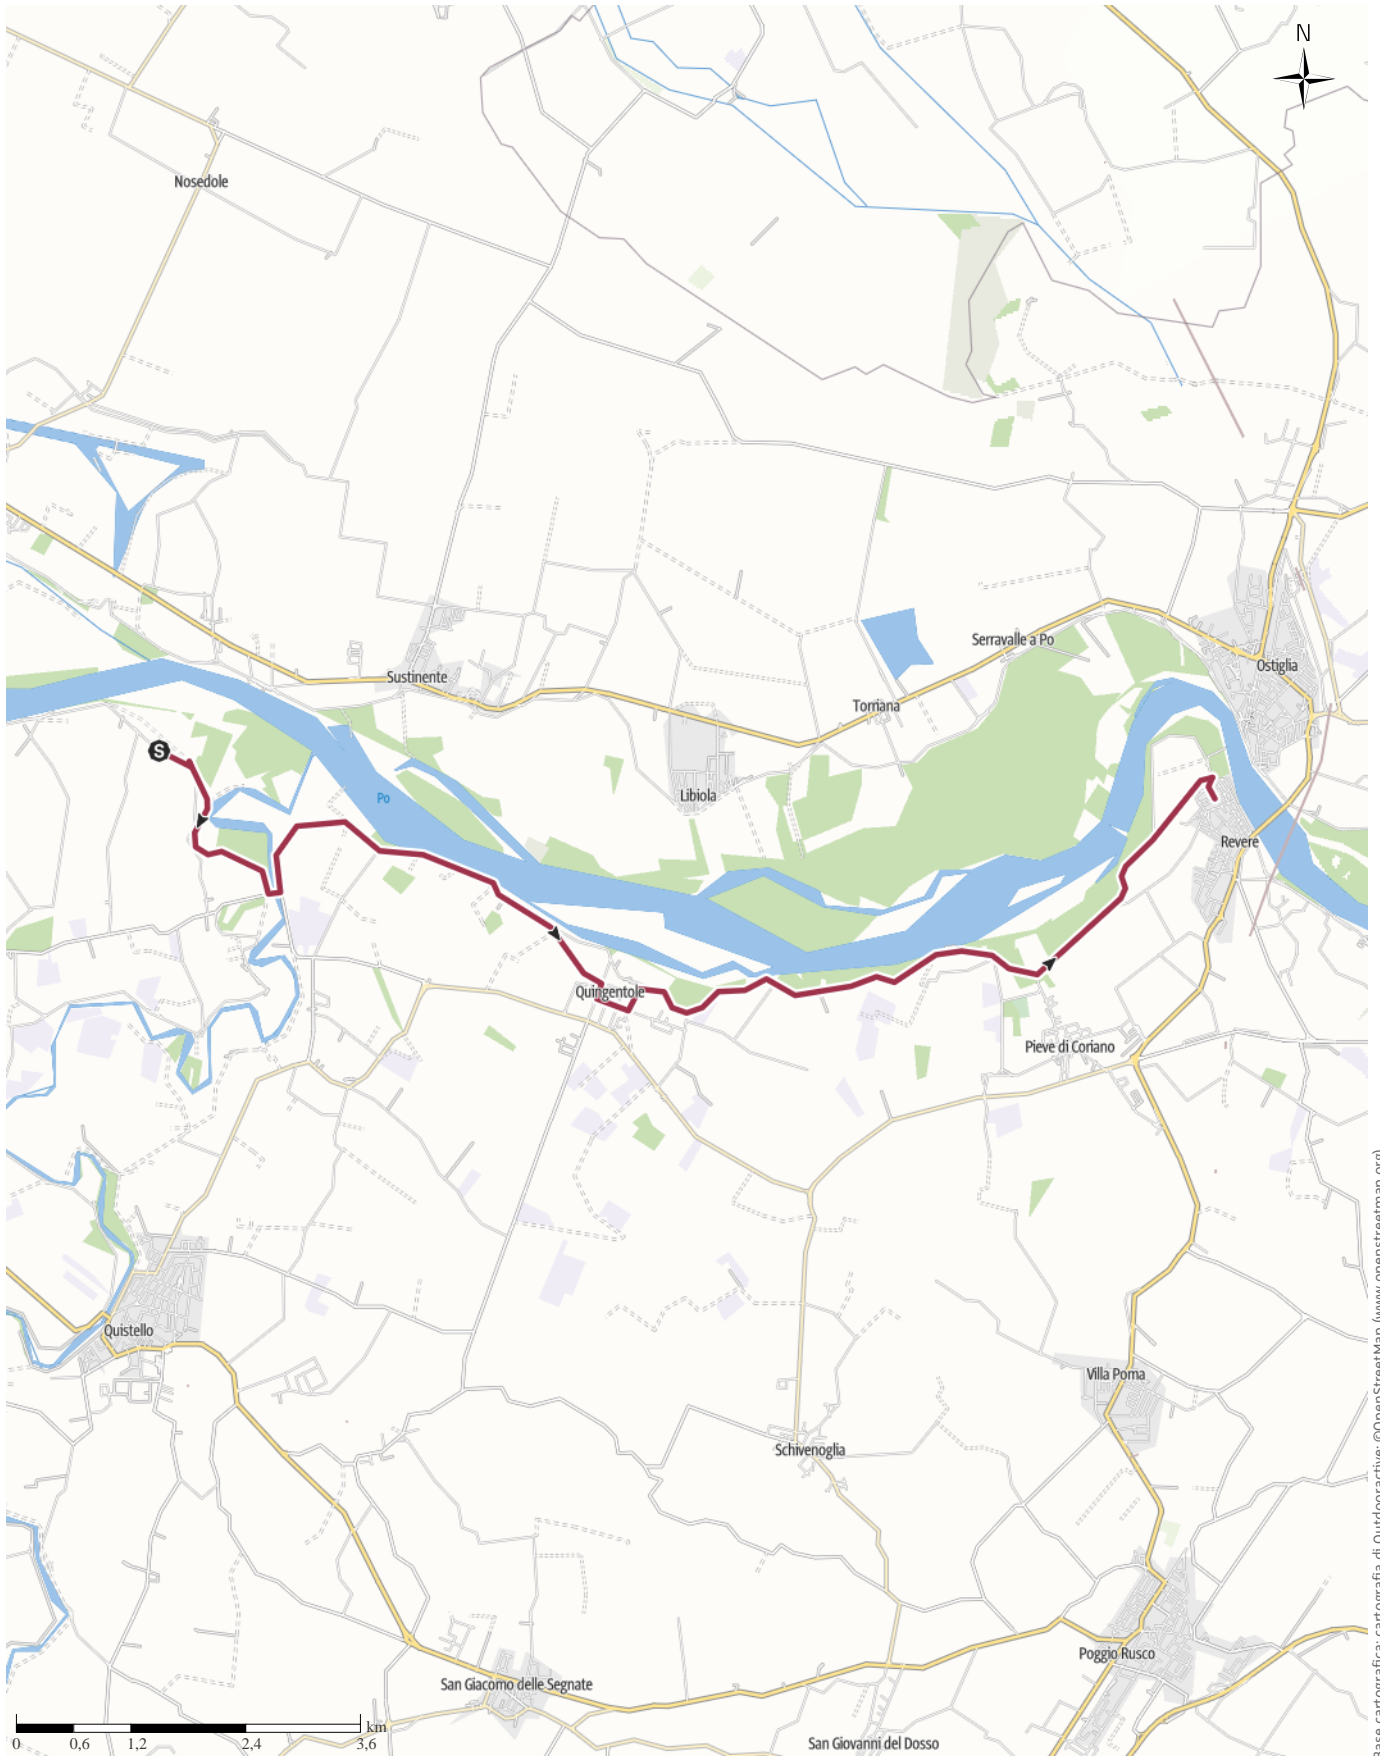 N
Nosedole
Serravalle a Po
Ostiglia
Sustinente
Torriana
S
Po
Libiola
Revere
Quingentole
Pieve di Coriano
Quistello
Villa Poma
Schivenoglia
Poggio Rusco
San Giacomo delle Segnate
San Giovanni del Dosso
km
0 0,6 1,2 2,4 3,6
Base cartografica: cartografia di Outdooractive; ©OpenStreetMap (www.openstreetmap.org)